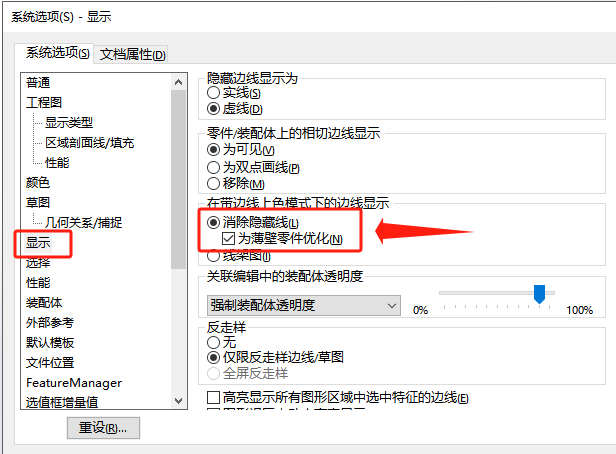 系统选项(S) - 显示
系统选项(S) 文档属性(D)
普通
工程图
显示类型
区域剖面线/填充
性能
颜色
草图
几何关系/捕捉
显示
选择
性能
装配体
外部参考
默认模板
文件位置
FeatureManager
选值框增量值
重设(R)...
隐藏边线显示为
实线(S)
虚线(D)
零件/装配体上的相切边线显示
为可见(V)
为双点画线(P)
移除(M)
在带边线上色模式下的边线显示
消除隐藏线(L)
为薄壁零件优化(N)
线架图(I)
关联编辑中的装配体透明度
强制装配体透明度 0% 100%
反走样
无
仅限反走样边线/草图
全屏反走样
高亮显示所有图形区域中选中特征的边线(E)